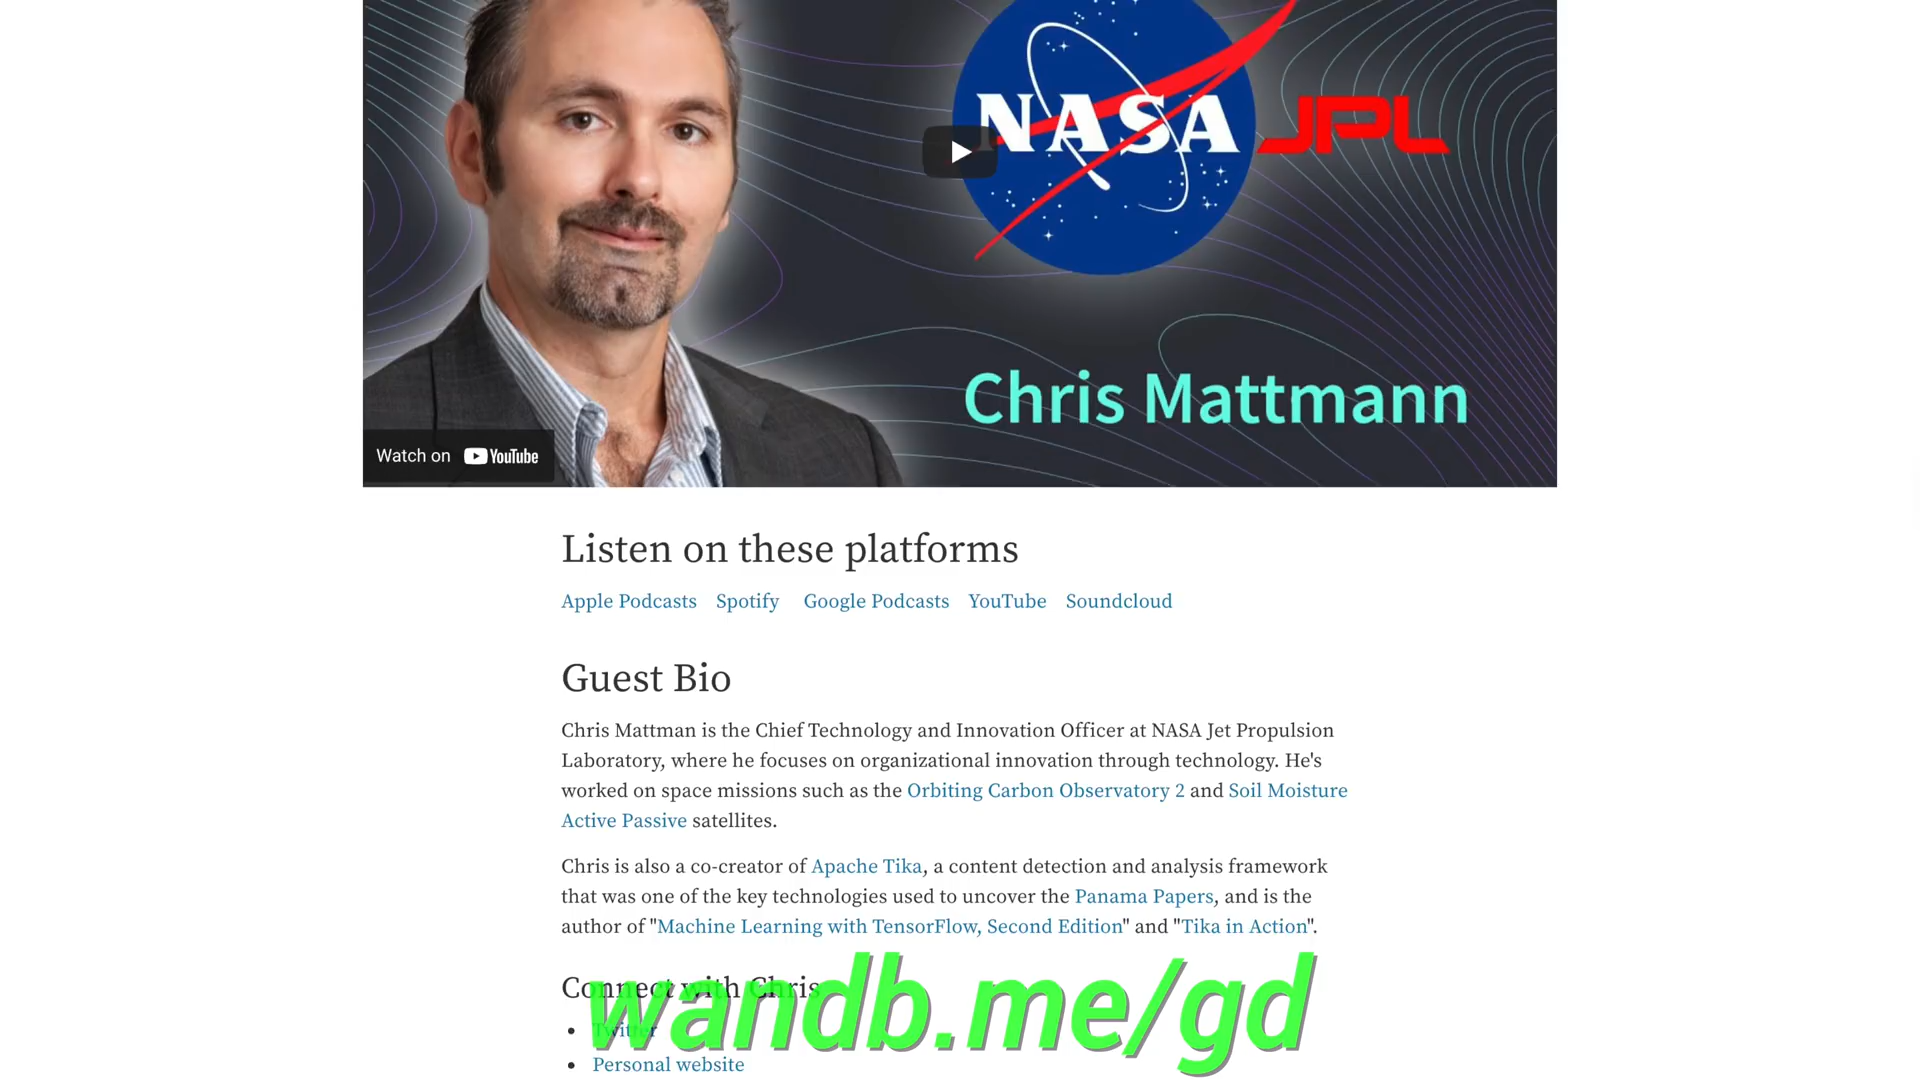 NASA JPL
Chris Mattmann
Watch on YouTube
Listen on these platforms
Apple Podcasts Spotify Google Podcasts YouTube Soundcloud
Guest Bio
Chris Mattman is the Chief Technology and Innovation Officer at NASA Jet Propulsion
Laboratory, where he focuses on organizational innovation through technology. He's
worked on space missions such as the Orbiting Carbon Observatory 2 and Soil Moisture
Active Passive satellites.
Chris is also a co-creator of Apache Tika, a content detection and analysis framework
that was one of the key technologies used to uncover the Panama Papers, and is the
author of "Machine Learning with TensorFlow, Second Edition" and "Tika in Action".
Connect with Chris
wandb.me/gd
Twitter
Personal website